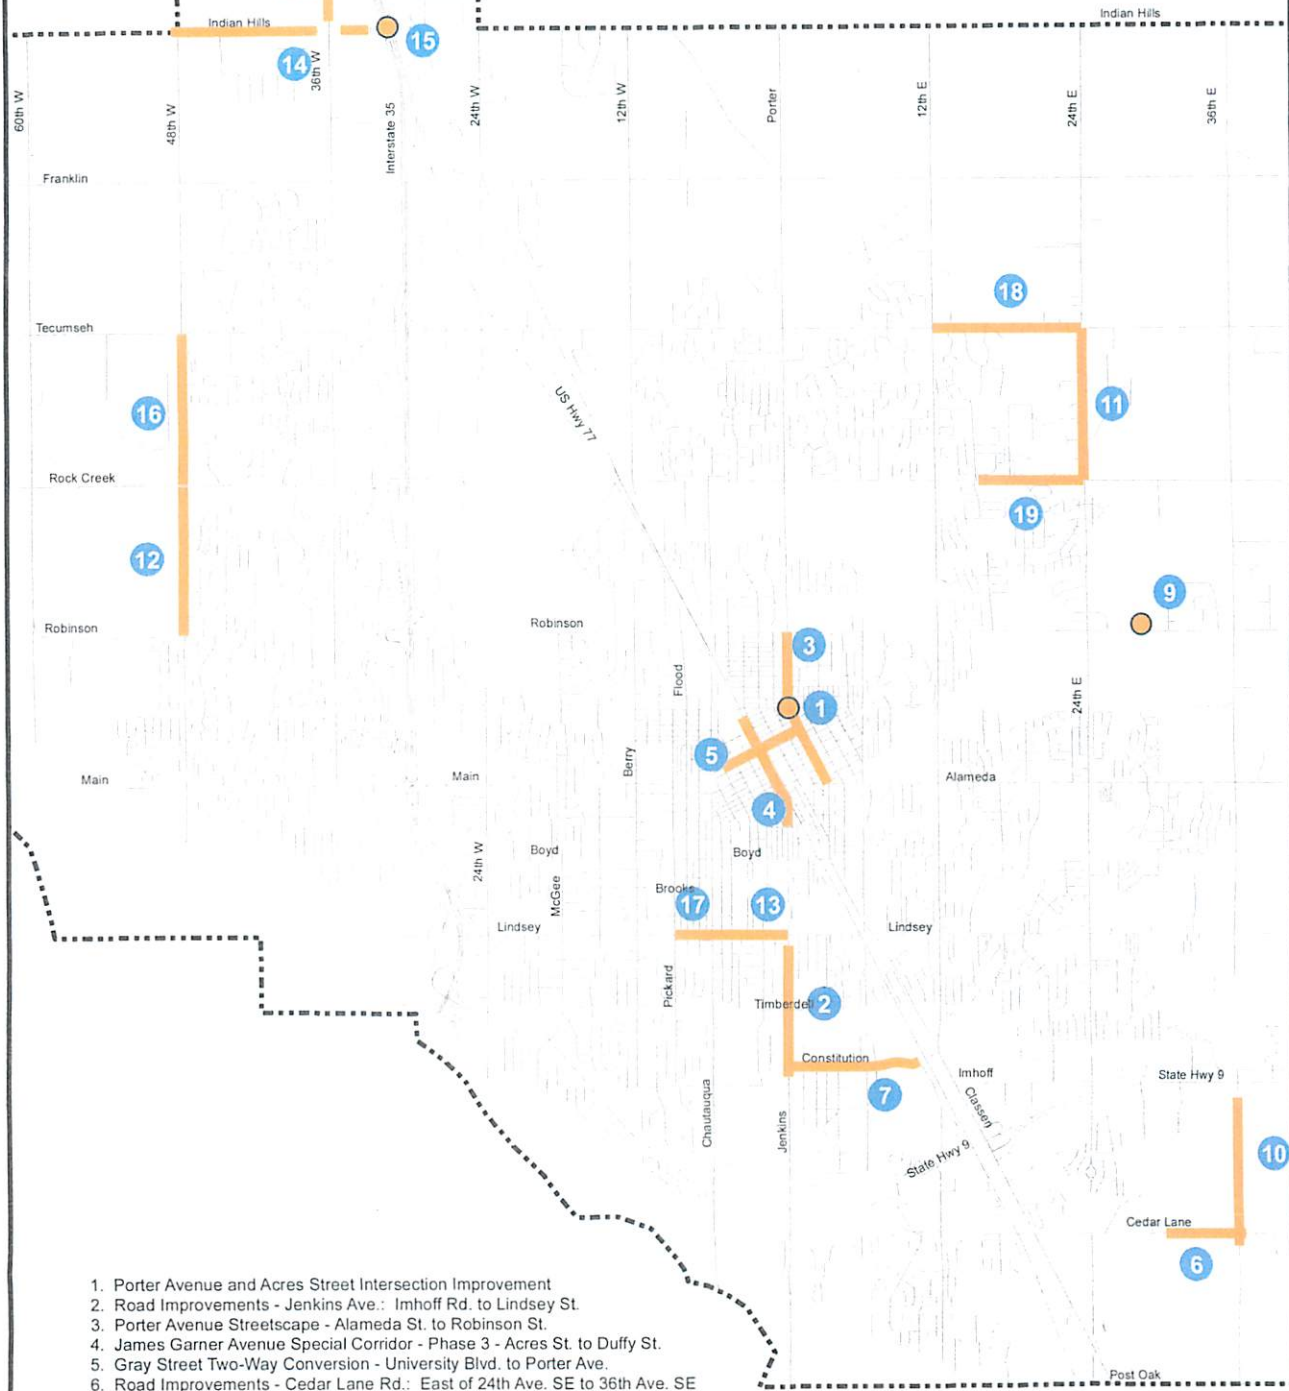 Indian Hills
Indian Hills
15
14
36th W
60th W
48th W
Interstate 35
24th W
12th W
Porter
12th E
24th E
36th E
Franklin
18
Tecumseh
11
16
US Hwy 77
Rock Creek
19
12
9
Robinson
Robinson
3
Flood
24th E
1
5
Berry
Main
Main
Alameda
4
Boyd
Boyd
24th W
McGee
Brooks
17
13
Lindsey
Lindsey
Pickard
Timberdell
2
Constitution
Imhoff
State Hwy 9
7
Classen
Chautauqua
Jenkins
State Hwy 9
10
Cedar Lane
6
1. Porter Avenue and Acres Street Intersection Improvement
2. Road Improvements - Jenkins Ave.: Imhoff Rd. to Lindsey St.
3. Porter Avenue Streetscape - Alameda St. to Robinson St.
4. James Garner Avenue Special Corridor - Phase 3 - Acres St. to Duffy St.
5. Gray Street Two-Way Conversion - University Blvd. to Porter Ave.
6. Road Improvements - Cedar Lane Rd.: East of 24th Ave. SE to 36th Ave. SE
Post Oak